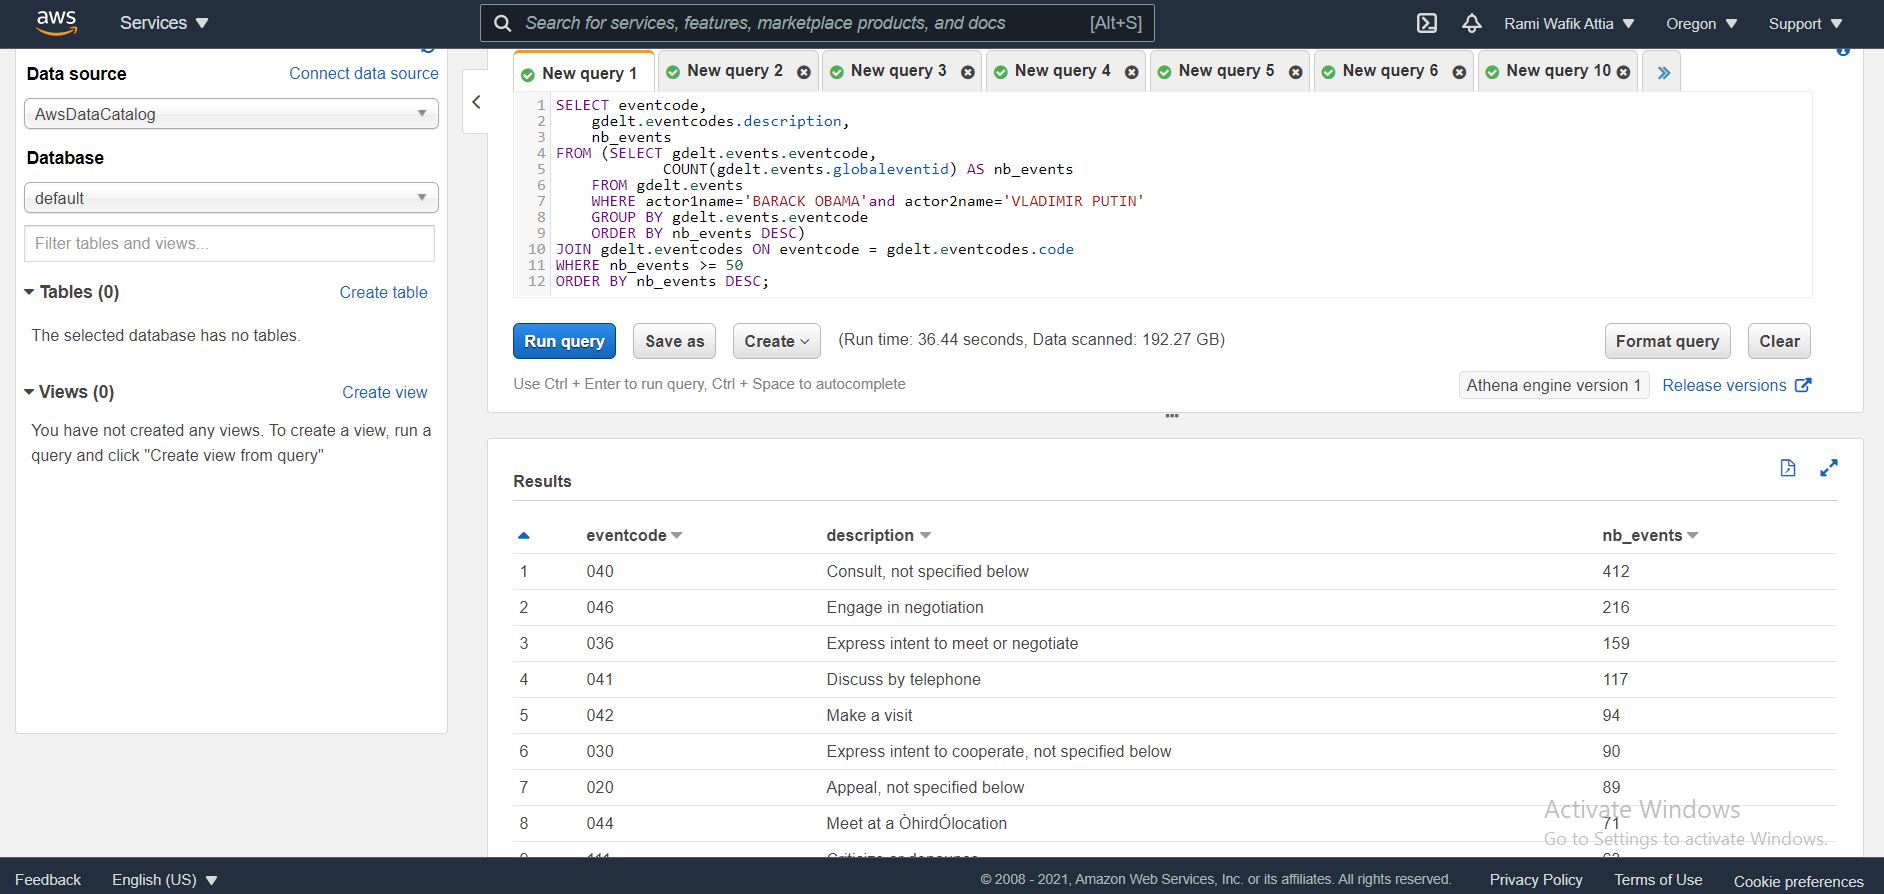 aws Services Search for services, features, marketplace products, and docs [Alt+S] Rami Wafik Attia Oregon Support
Data source Connect data source
AwsDataCatalog
Database
default
Filter tables and views...
Tables (0) Create table
The selected database has no tables.
Views (0) Create view
You have not created any views. To create a view, run a
query and click "Create view from query"
New query 1 New query 2 New query 3 New query 4 New query 5 New query 6 New query 10 »
1 SELECT eventcode,
2 gdelt.eventcodes.description,
3 nb_events
4 FROM (SELECT gdelt.events.eventcode,
5 COUNT(gdelt.events.globaleventid) AS nb_events
6 FROM gdelt.events
7 WHERE actor1name='BARACK OBAMA'and actor2name='VLADIMIR PUTIN'
8 GROUP BY gdelt.events.eventcode
9 ORDER BY nb_events DESC)
10 JOIN gdelt.eventcodes ON eventcode = gdelt.eventcodes.code
11 WHERE nb_events >= 50
12 ORDER BY nb_events DESC;
Run query Save as Create (Run time: 36.44 seconds, Data scanned: 192.27 GB) Format query Clear
Use Ctrl + Enter to run query, Ctrl + Space to autocomplete Athena engine version 1 Release versions
Results
eventcode description nb_events
1 040 Consult, not specified below 412
2 046 Engage in negotiation 216
3 036 Express intent to meet or negotiate 159
4 041 Discuss by telephone 117
5 042 Make a visit 94
6 030 Express intent to cooperate, not specified below 90
7 020 Appeal, not specified below 89
8 044 Meet at a ÒhirdÓlocation 71
Activate Windows
Go to Settings to activate Windows.
Feedback English (US) © 2008 - 2021, Amazon Web Services, Inc. or its affiliates. All rights reserved. Privacy Policy Terms of Use Cookie preferences